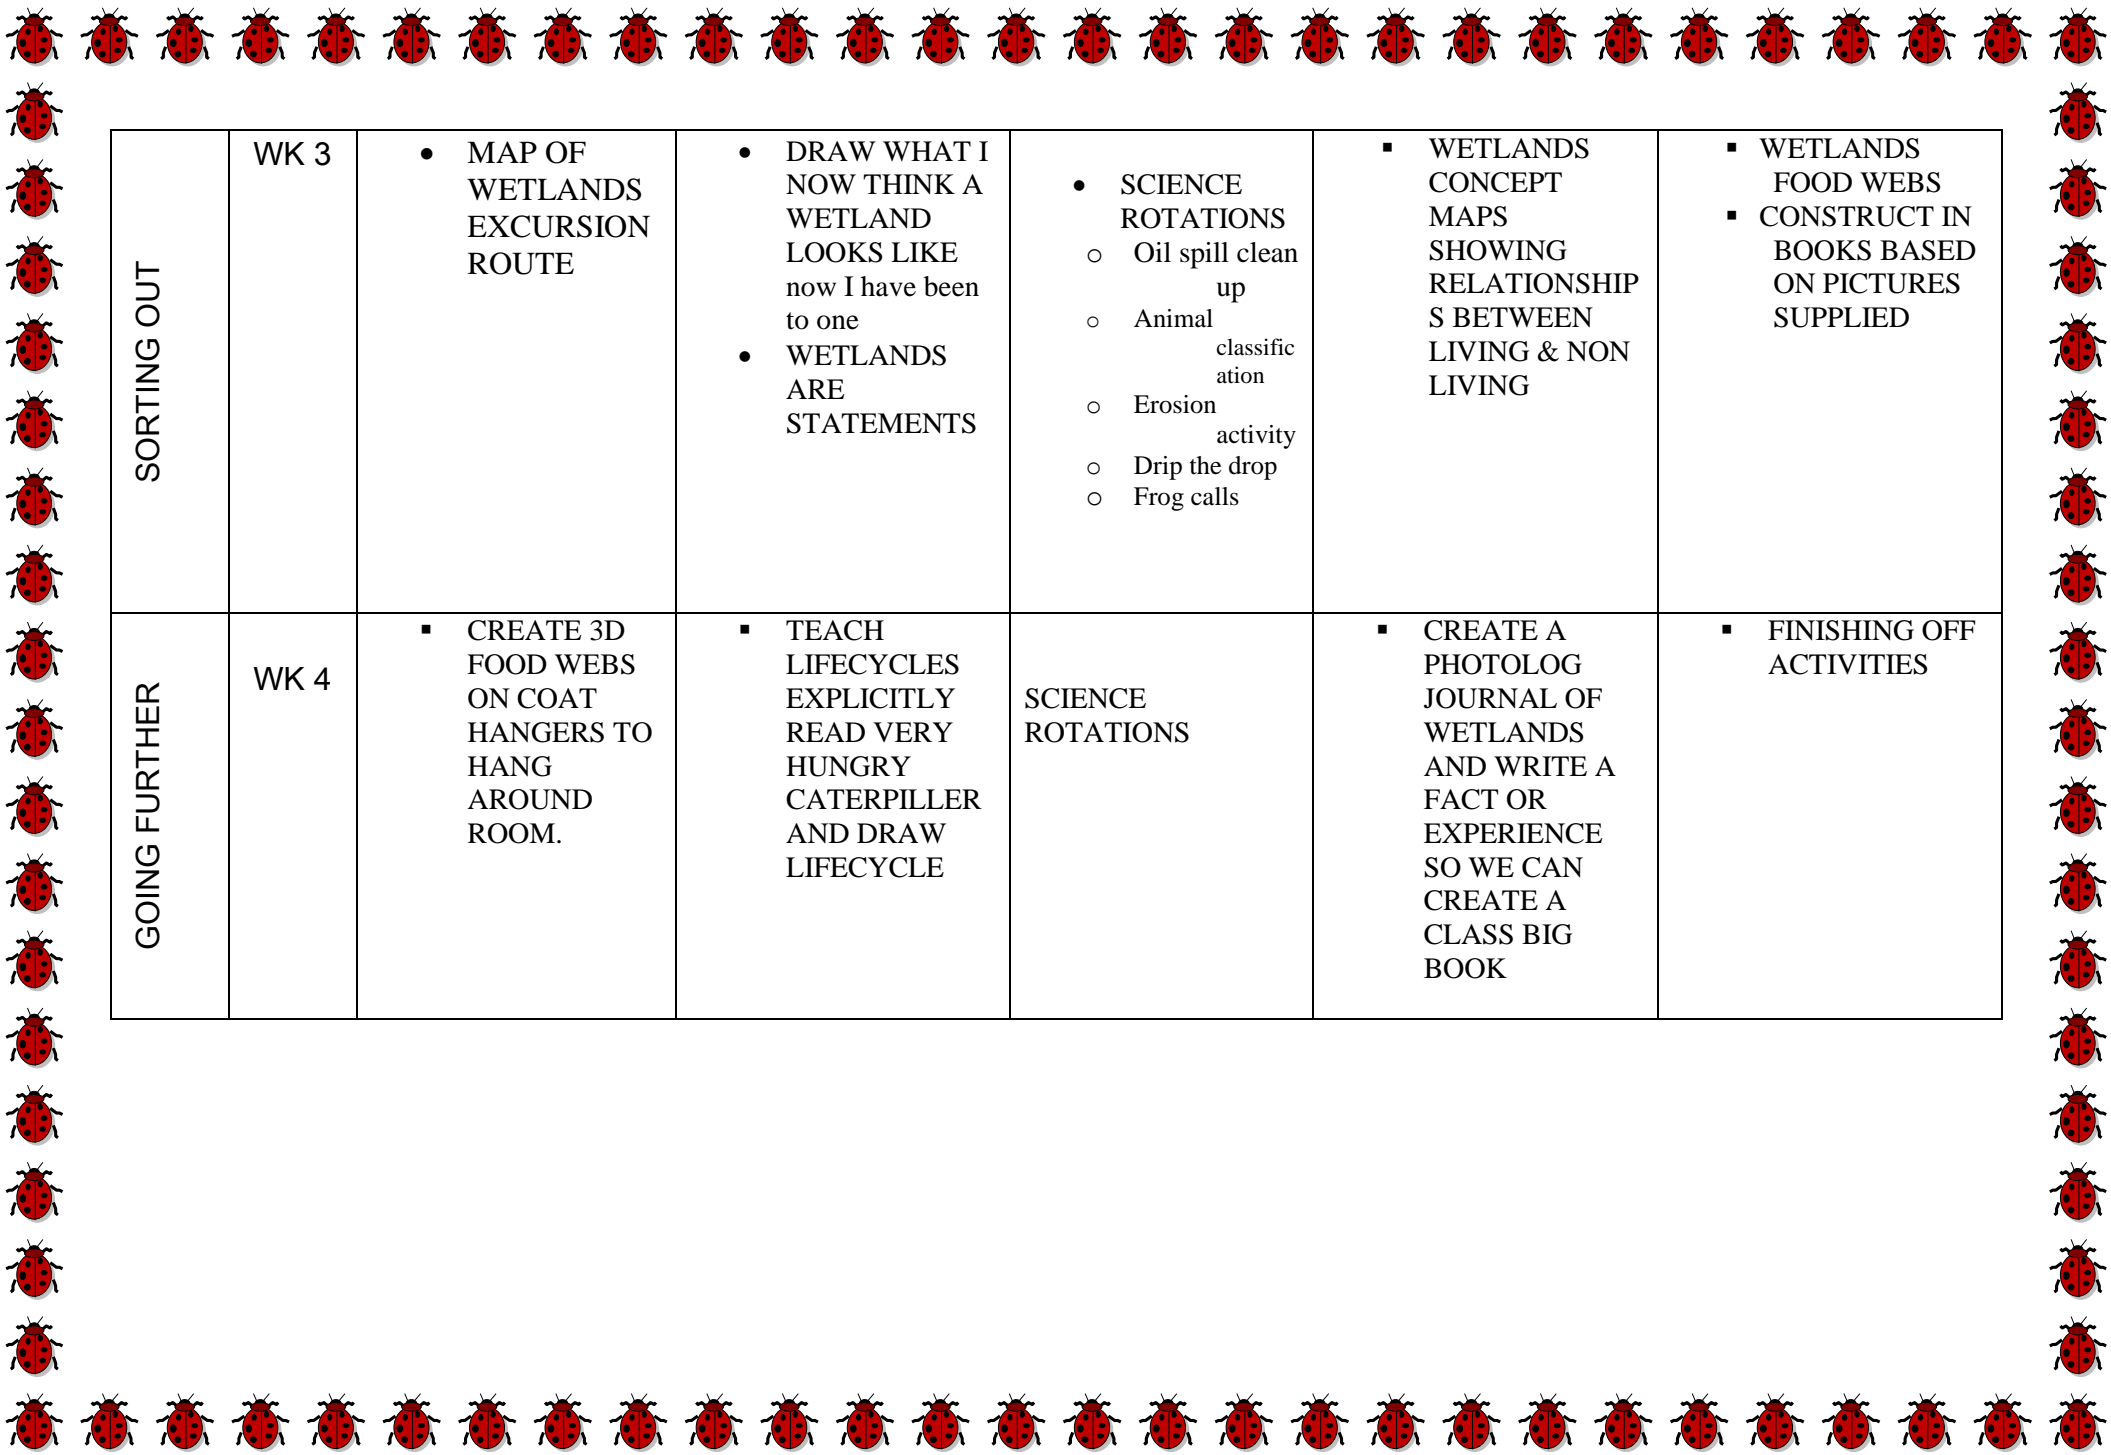 SORTING OUT
WK 3
• MAP OF
WETLANDS
EXCURSION
ROUTE
• DRAW WHAT I
NOW THINK A
WETLAND
LOOKS LIKE
now I have been
to one
• WETLANDS
ARE
STATEMENTS
• SCIENCE
ROTATIONS
o Oil spill clean
up
o Animal
classific
ation
o Erosion
activity
o Drip the drop
o Frog calls
▪ WETLANDS
CONCEPT
MAPS
SHOWING
RELATIONSHIP
S BETWEEN
LIVING & NON
LIVING
▪ WETLANDS
FOOD WEBS
▪ CONSTRUCT IN
BOOKS BASED
ON PICTURES
SUPPLIED
GOING FURTHER
WK 4
▪ CREATE 3D
FOOD WEBS
ON COAT
HANGERS TO
HANG
AROUND
ROOM.
▪ TEACH
LIFECYCLES
EXPLICITLY
READ VERY
HUNGRY
CATERPILLER
AND DRAW
LIFECYCLE
SCIENCE
ROTATIONS
▪ CREATE A
PHOTOLOG
JOURNAL OF
WETLANDS
AND WRITE A
FACT OR
EXPERIENCE
SO WE CAN
CREATE A
CLASS BIG
BOOK
▪ FINISHING OFF
ACTIVITIES